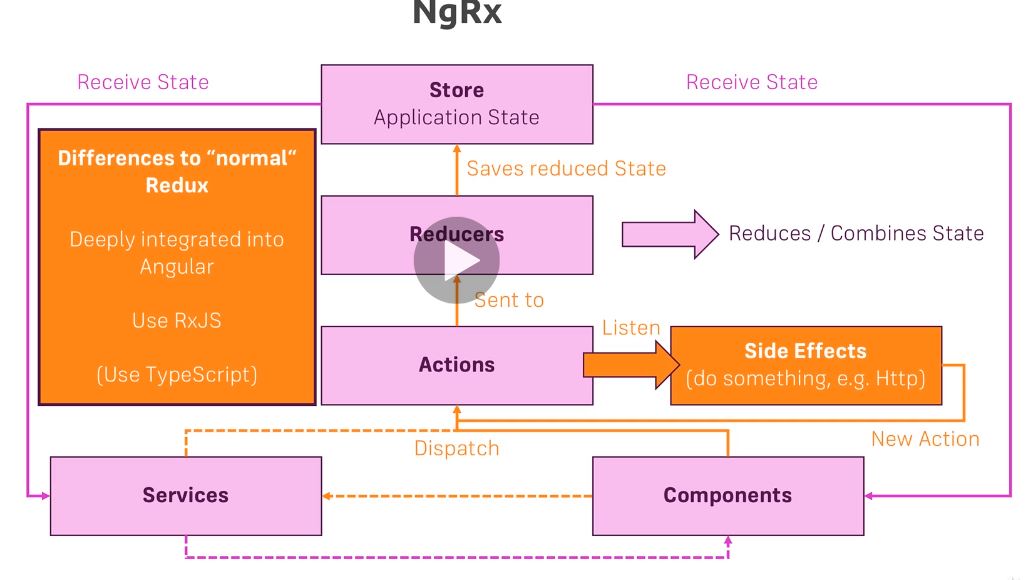 NgRx
Receive State
Receive State
Store
Application State
Differences to “normal“
Redux
Deeply integrated into
Angular
Use RxJS
(Use TypeScript)
Saves reduced State
Reducers
Reduces / Combines State
Sent to
Listen
Actions
Side Effects
(do something, e.g. Http)
Dispatch
New Action
Services
Components